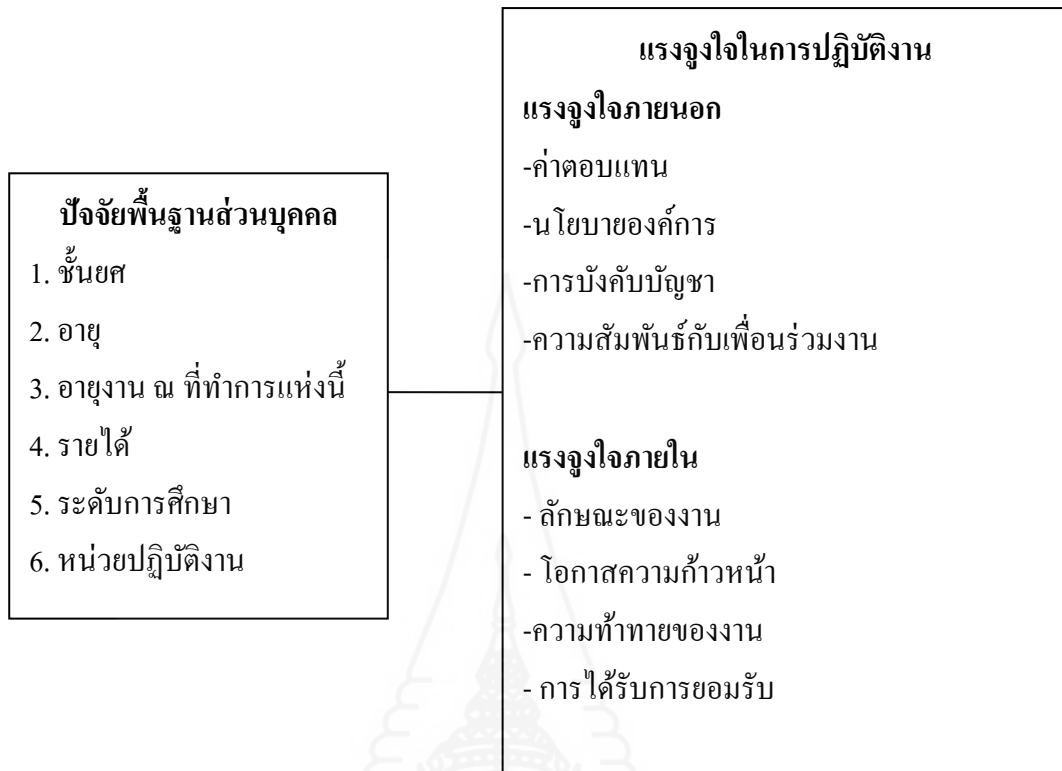 ปัจจัยพื้นฐานส่วนบุคคล
1. ชั้นยศ
2. อายุ
3. อายุงาน ณ ที่ทำการแห่งนี้
4. รายได้
5. ระดับการศึกษา
6. หน่วยปฏิบัติงาน
แรงจูงใจในการปฏิบัติงาน
แรงจูงใจภายนอก
-ค่าตอบแทน
-นโยบายองค์การ
-การบังคับบัญชา
-ความสัมพันธ์กับเพื่อนร่วมงาน
แรงจูงใจภายใน
- ลักษณะของงาน
- โอกาสความก้าวหน้า
-ความท้าทายของงาน
- การได้รับการยอมรับ